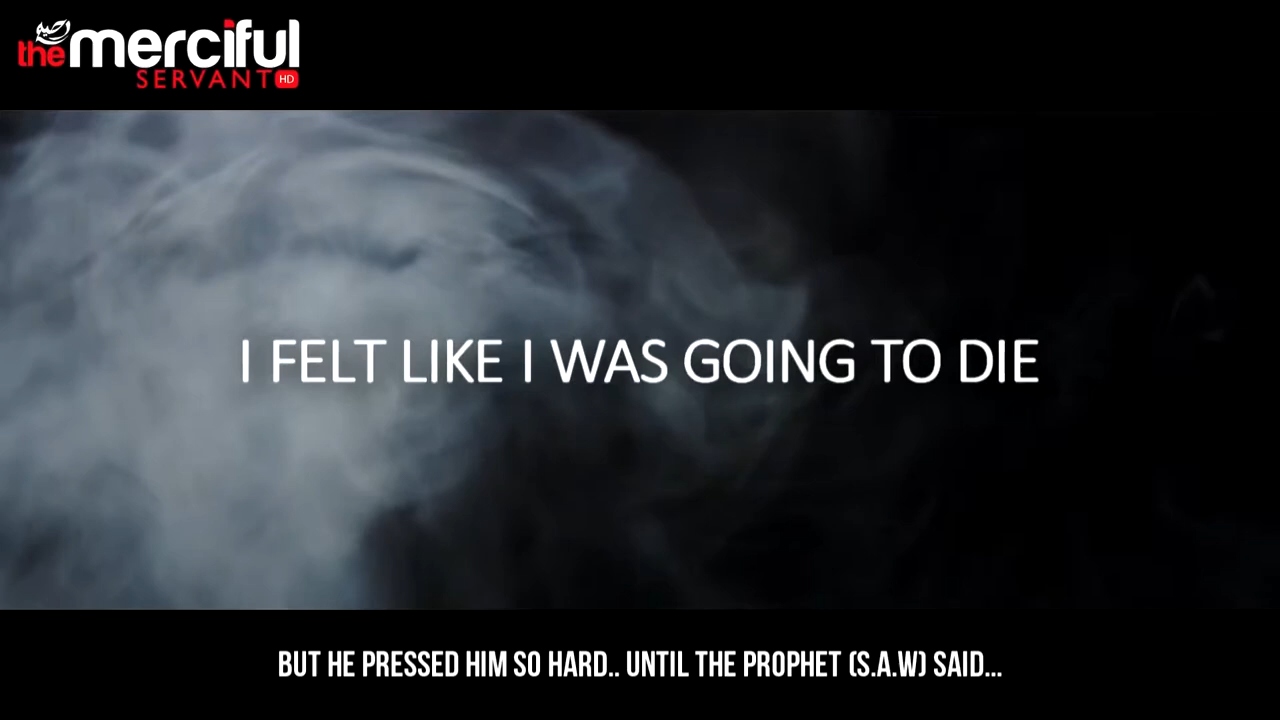 the merciful
SERVANT HD
I FELT LIKE I WAS GOING TO DIE
BUT HE PRESSED HIM SO HARD.. UNTIL THE PROPHET (S.A.W) SAID...